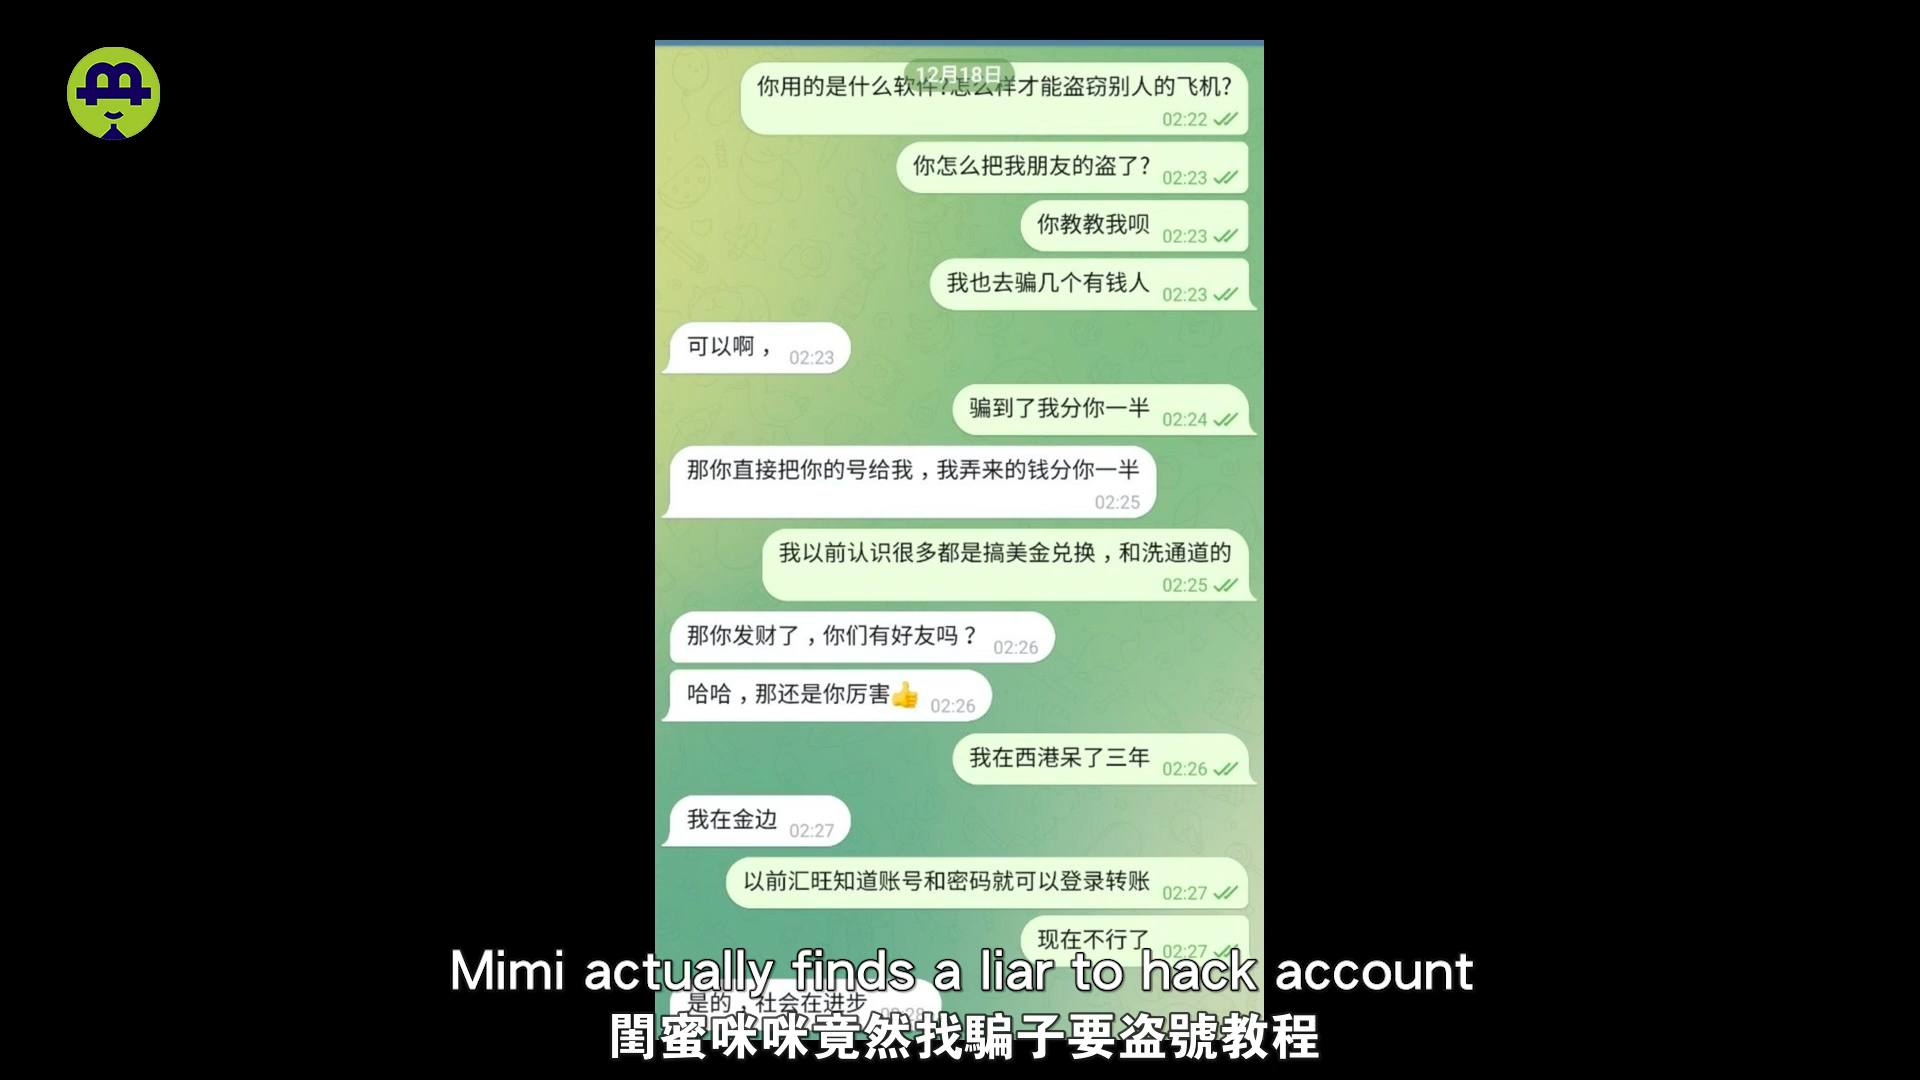 12月18日
你用的是什么软件?怎么样才能盗窃别人的飞机?
02:22
你怎么把我朋友的盗了?
02:23
你教教我呗
02:23
我也去骗几个有钱人
02:23
可以啊，
02:23
骗到了我分你一半
02:24
那你直接把你的号给我，我弄来的钱分你一半
02:25
我以前认识很多都是搞美金兑换，和洗通道的
02:25
那你发财了，你们有好友吗？
02:26
哈哈，那还是你厉害👍
02:26
我在西港呆了三年
02:26
我在金边
02:27
以前汇旺知道账号和密码就可以登录转账
02:27
现在不行了
02:27
是的，社会在进步
02:28
Mimi actually finds a liar to hack account
閨蜜咪咪竟然找騙子要盗號教程